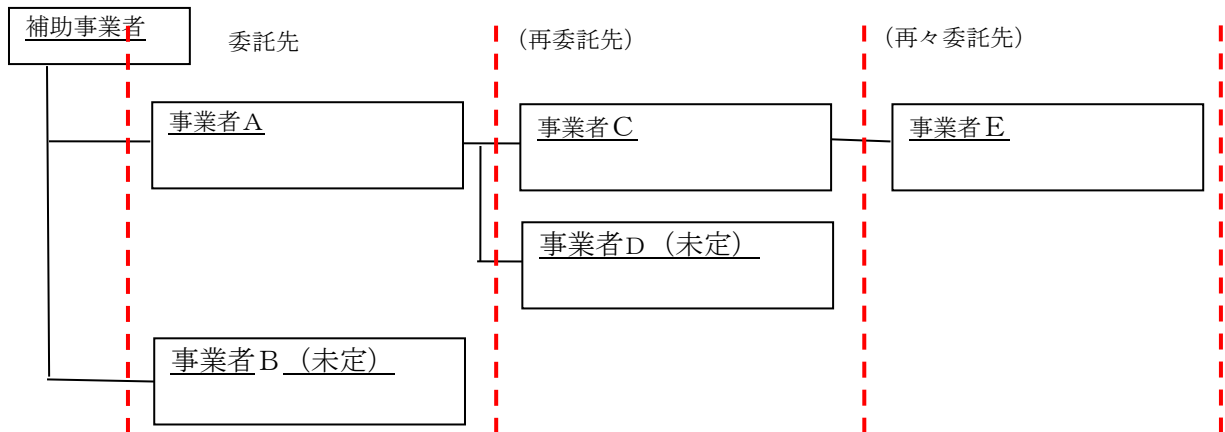 補助事業者
委託先
(再委託先)
(再々委託先)
事業者A
事業者C
事業者E
事業者D（未定）
事業者B（未定）